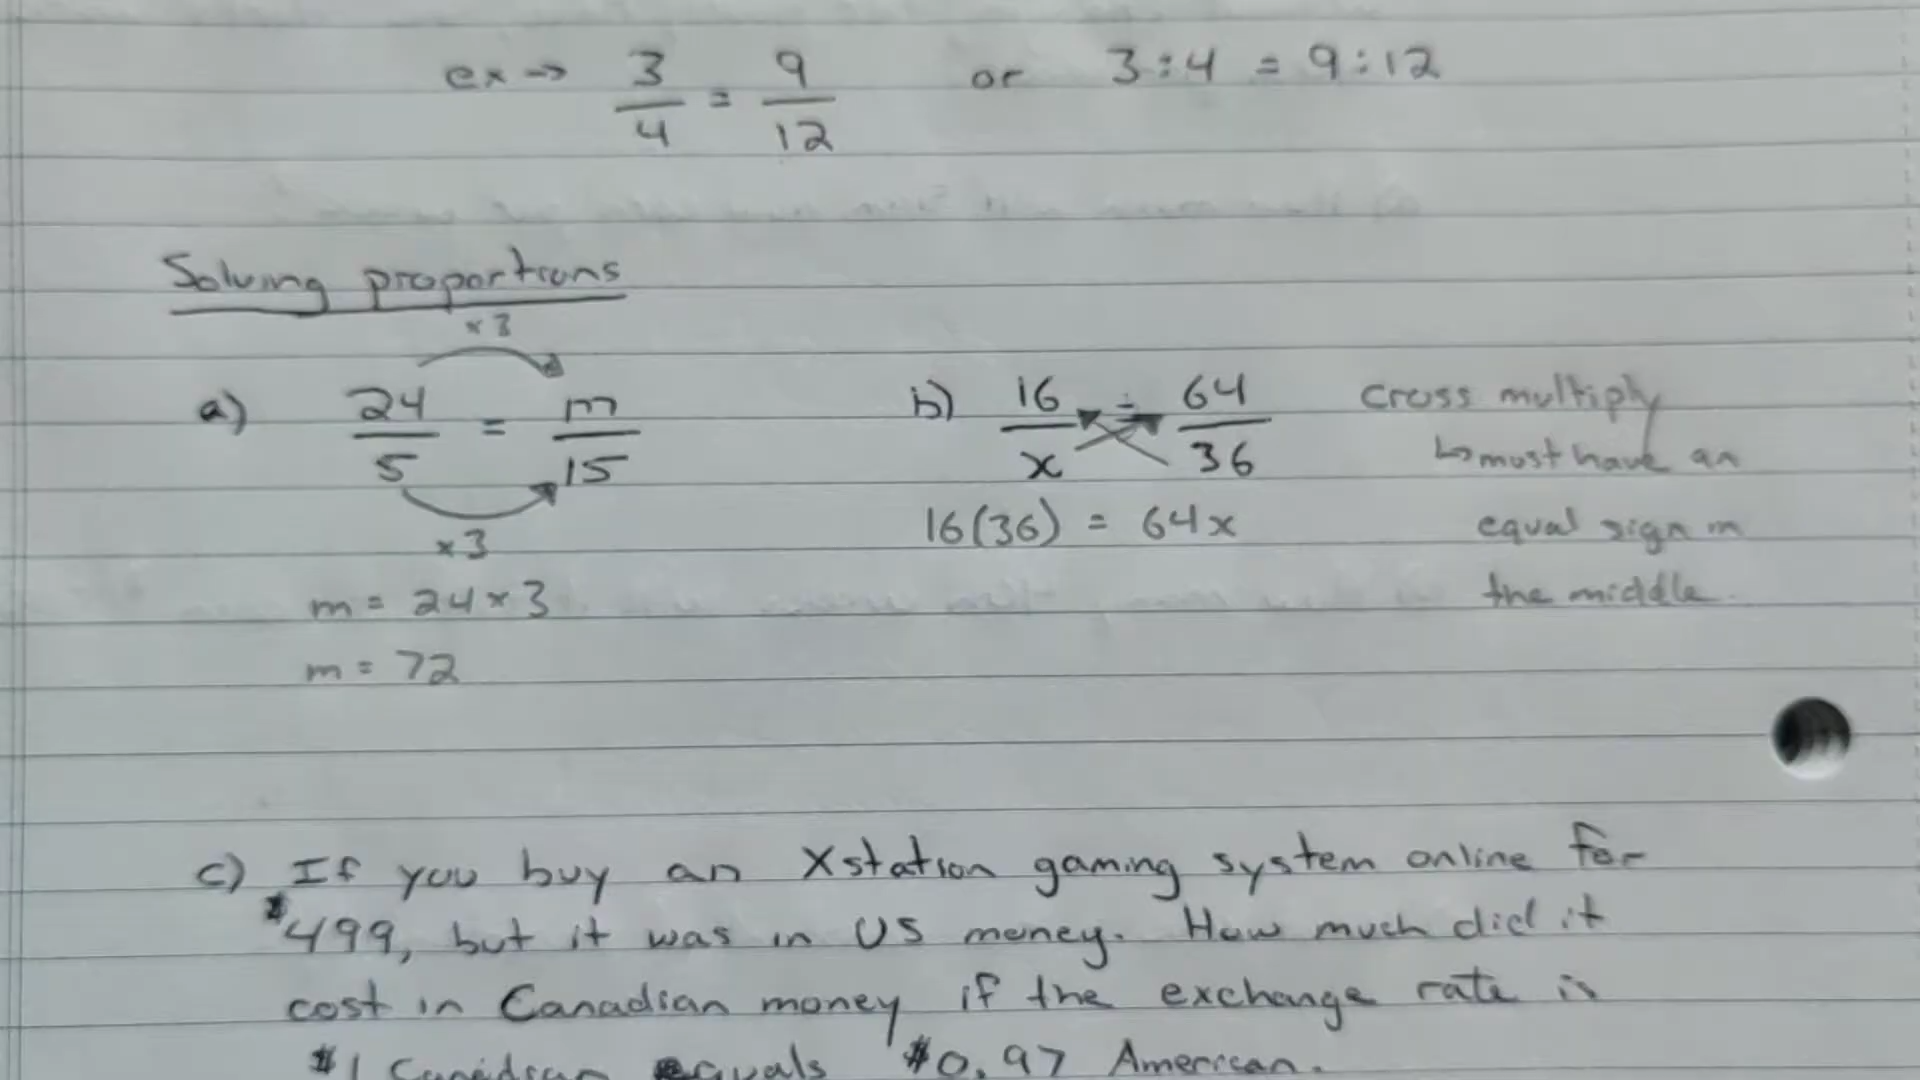 ex → 3/4 = 9/12 or 3:4 = 9:12
Solving proportions
×3
a) 24/5 = m/15
×3
m = 24×3
m = 72
b) 16/x = 64/36
16(36) = 64x
cross multiply
↳ must have an
equal sign in
the middle.
c) If you buy an Xstation gaming system online for
$499, but it was in US money. How much did it
cost in Canadian money if the exchange rate is
$1 Canadian equals $0.97 American.